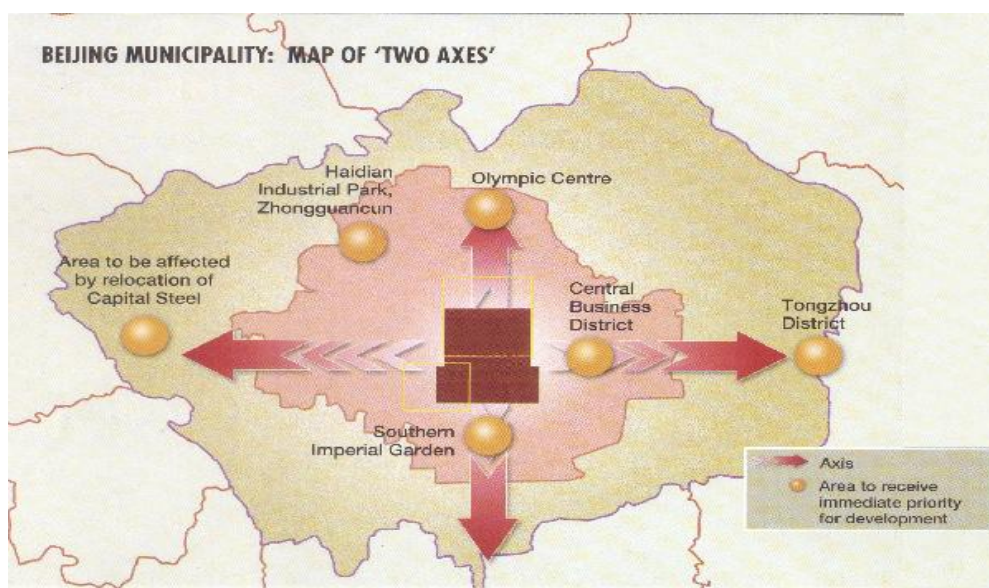 BEIJING MUNICIPALITY: MAP OF ‘TWO AXES’
Haidian
Industrial Park,
Zhongguancun
Olympic Centre
Area to be affected
by relocation of
Capital Steel
Central
Business
District
Tongzhou
District
Southern
Imperial Garden
Axis
Area to receive
immediate priority
for development